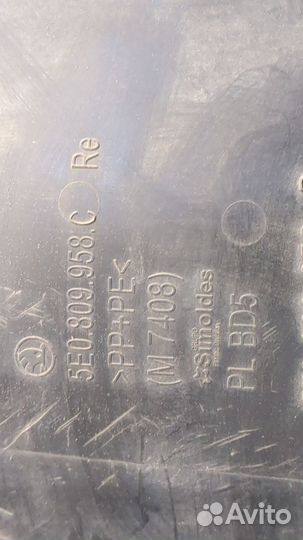 5E0.809.958.C Re
>PP+PE<
(M 7408)
Simoldes
PL BD5
Avito